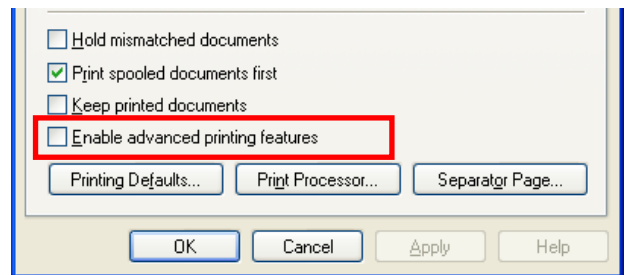 Hold mismatched documents
Print spooled documents first
Keep printed documents
Enable advanced printing features
Printing Defaults... Print Processor... Separator Page...
OK Cancel Apply Help